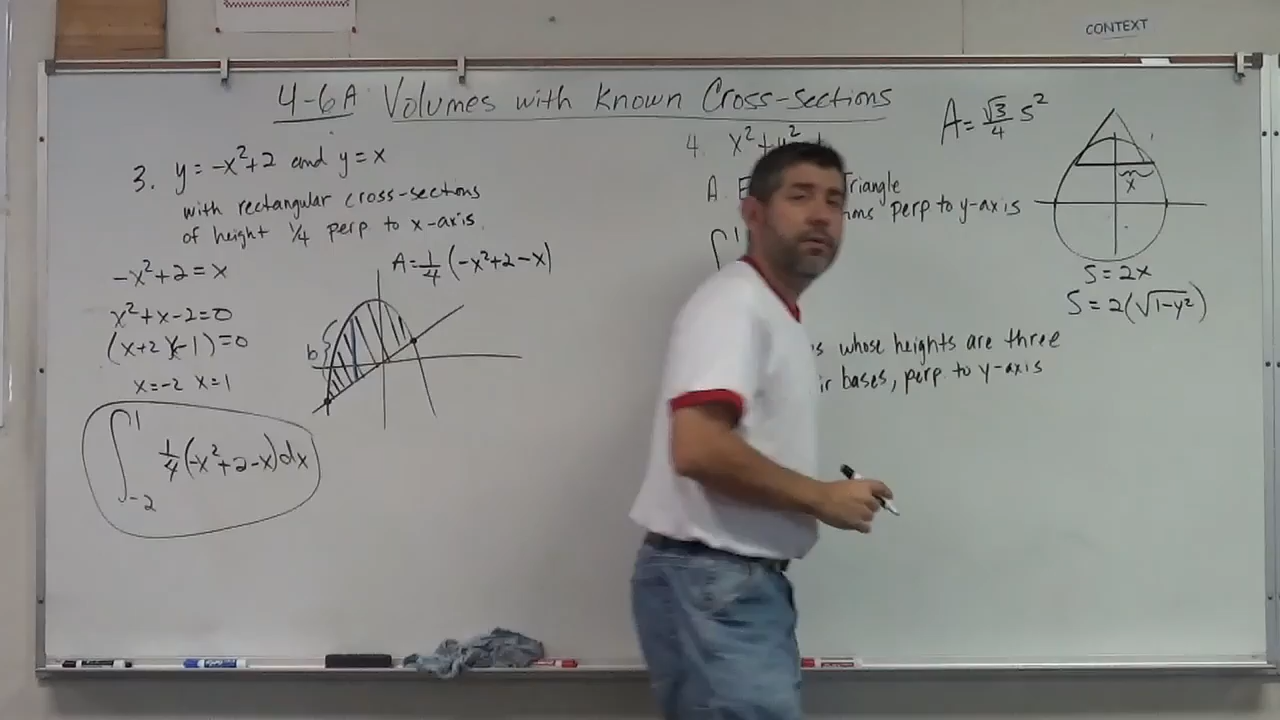 CONTEXT
4-6A Volumes with Known Cross-sections
3. y = -x²+2 and y = x
with rectangular cross-sections
of height 1/4 perp to x-axis.
-x²+2 = x
x²+x-2=0
(x+2)(x-1)=0
x=-2 x=1
A=1/4(-x²+2-x)
b
∫₋₂¹ 1/4(-x²+2-x)dx
4. x²+y²
A = √3/4 s²
A. Triangle
perp to y-axis
∫
x
S = 2x
S = 2(√1-y²)
whose heights are three
bases, perp. to y-axis